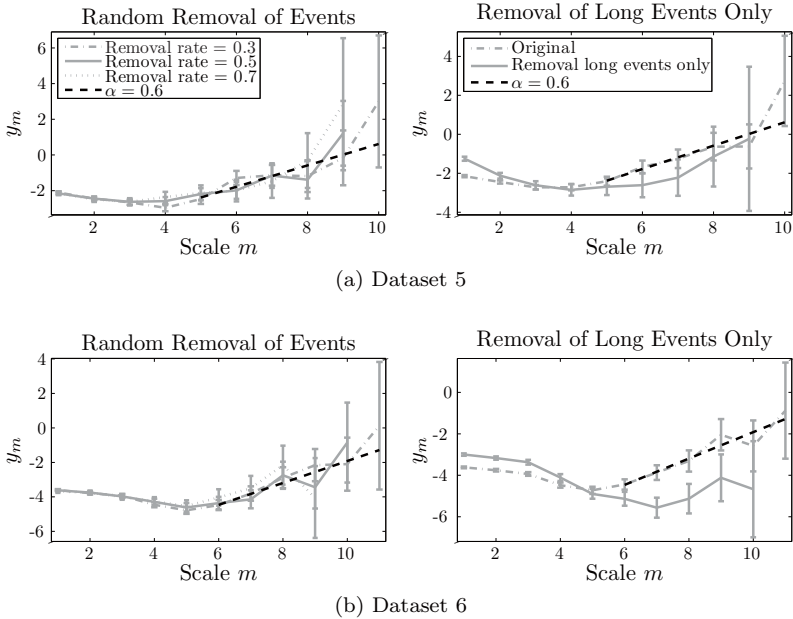 Random Removal of Events
Removal of Long Events Only
6
4
2
0
-2
y_m
Removal rate = 0.3
Removal rate = 0.5
Removal rate = 0.7
α = 0.6
2
4
6
8
10
Scale m
4
2
0
-2
-4
y_m
Original
Removal long events only
α = 0.6
2
4
6
8
10
Scale m
(a) Dataset 5
Random Removal of Events
Removal of Long Events Only
4
2
0
-2
-4
-6
y_m
2
4
6
8
10
Scale m
0
-2
-4
-6
y_m
2
4
6
8
10
Scale m
(b) Dataset 6